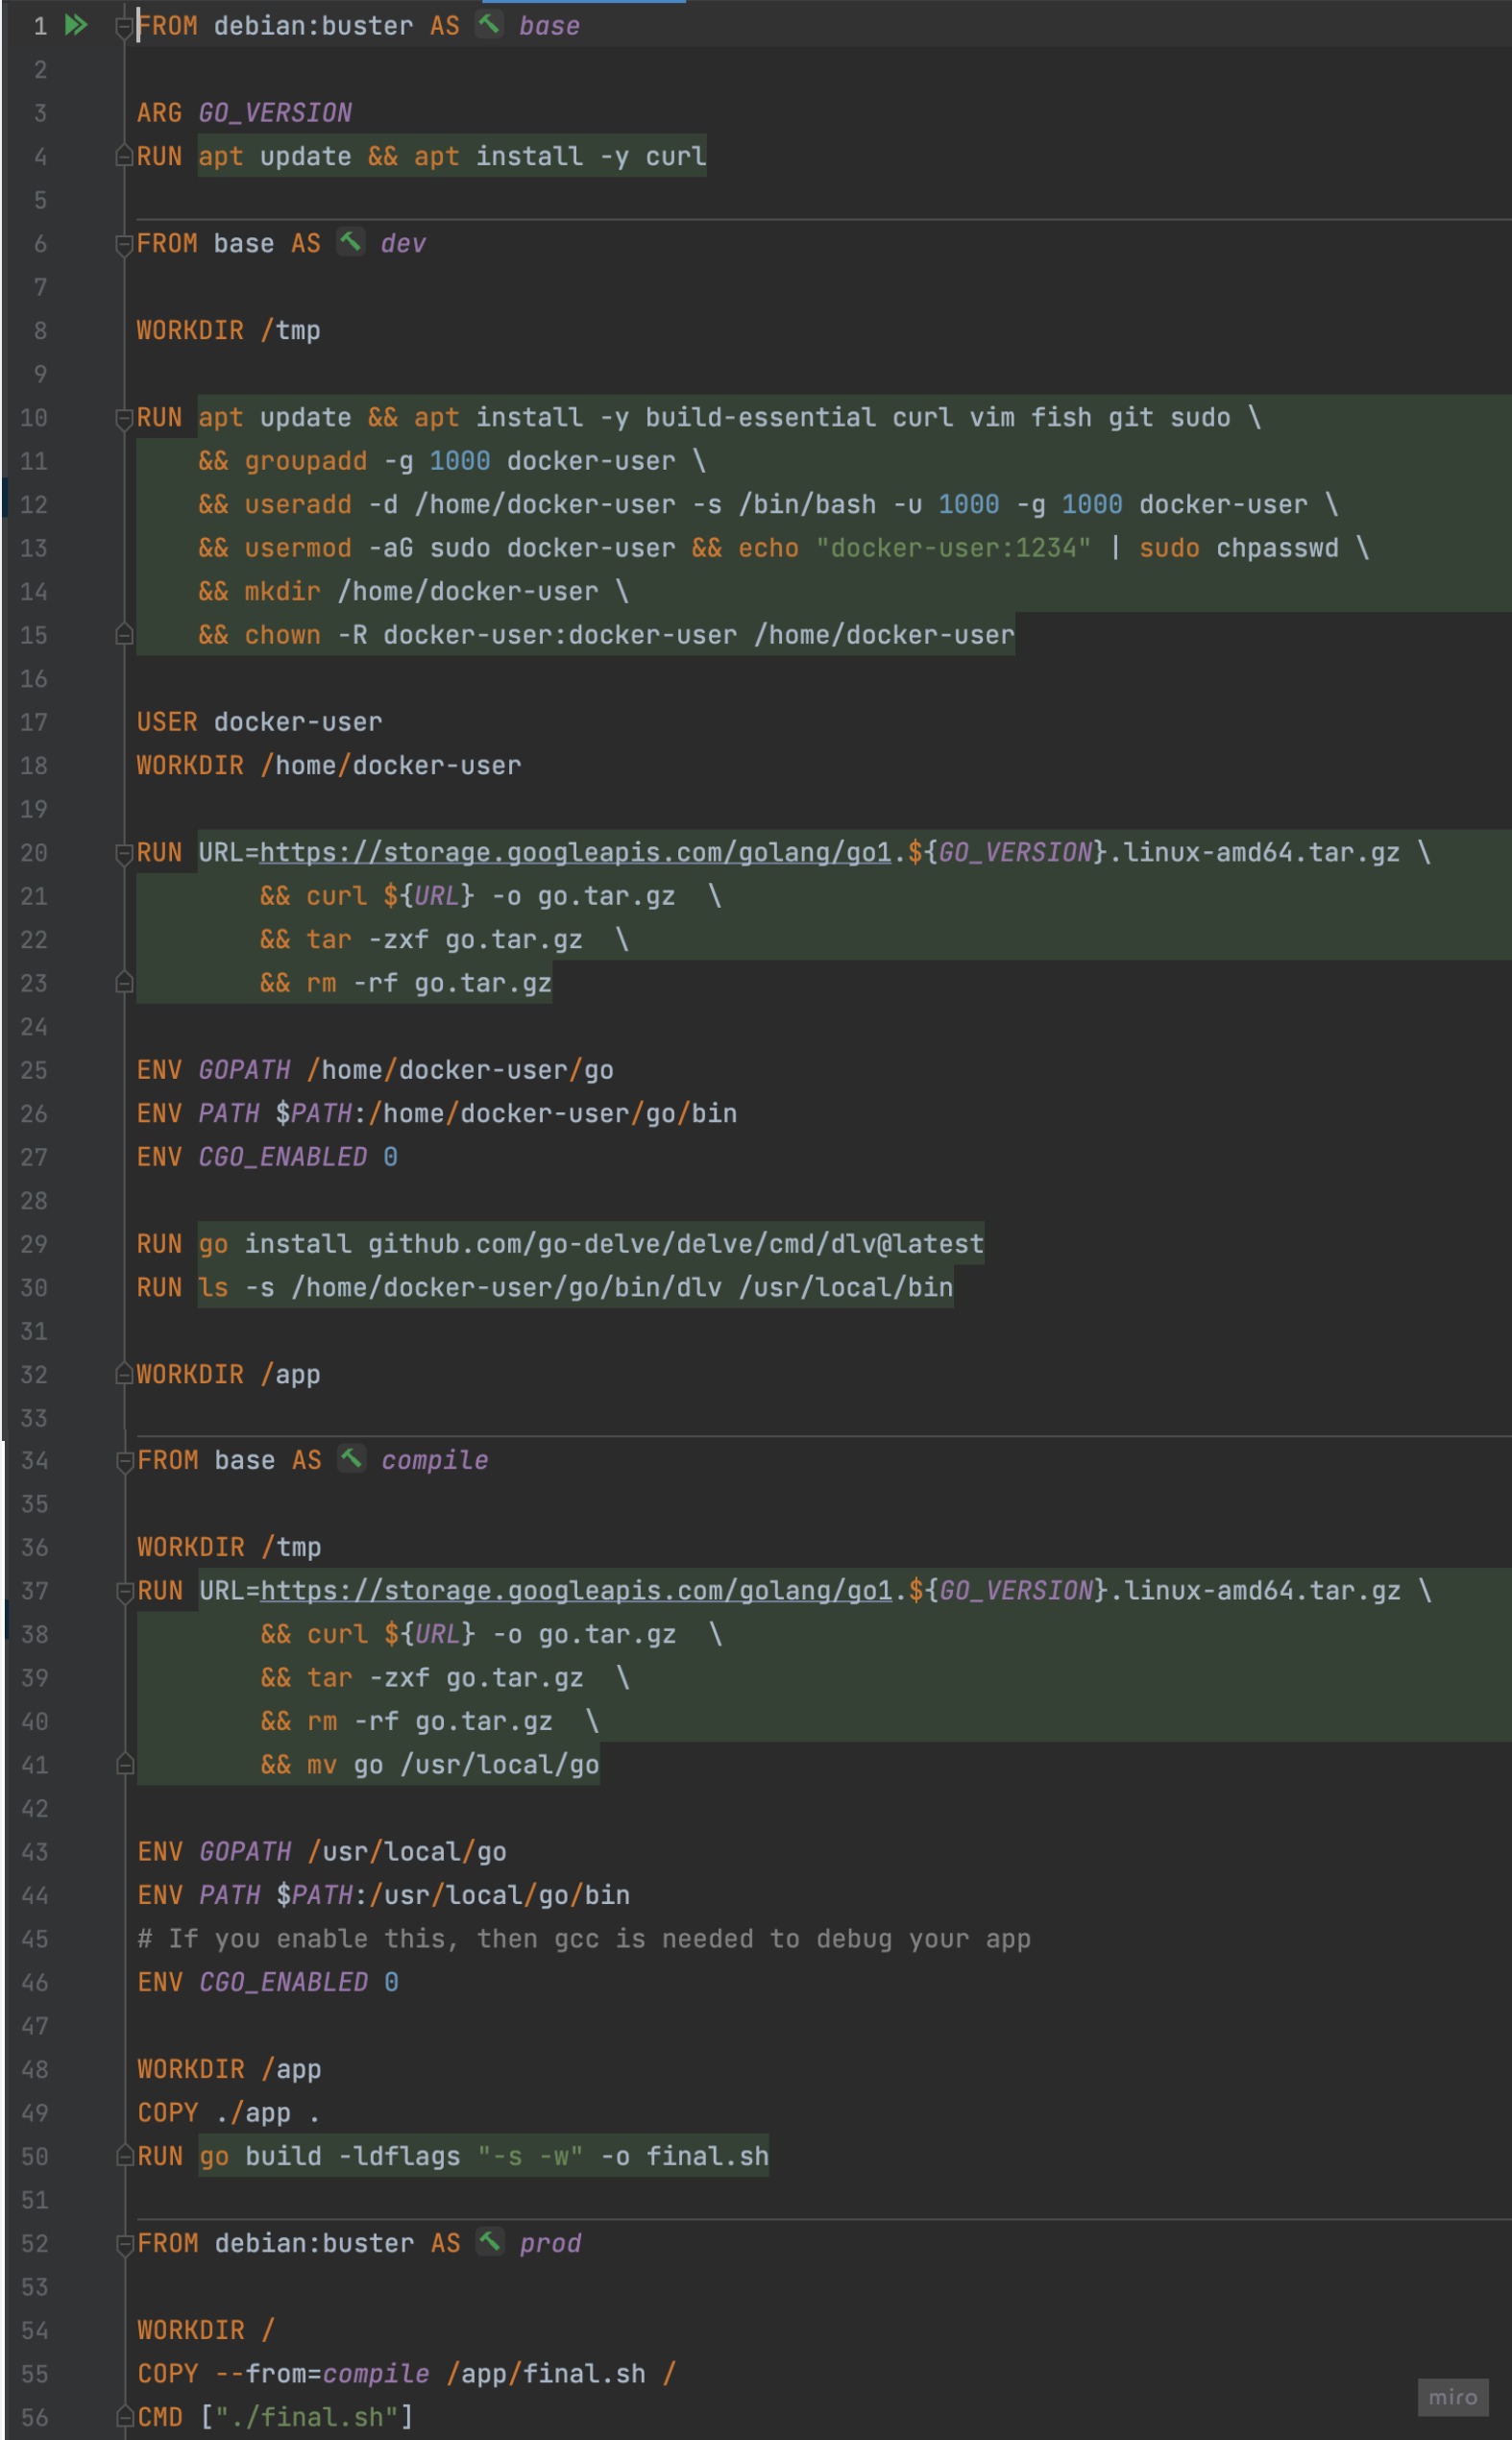 1 FROM debian:buster AS base
2
3 ARG GO_VERSION
4 RUN apt update && apt install -y curl
5
6 FROM base AS dev
7
8 WORKDIR /tmp
9
10 RUN apt update && apt install -y build-essential curl vim fish git sudo \
11     && groupadd -g 1000 docker-user \
12     && useradd -d /home/docker-user -s /bin/bash -u 1000 -g 1000 docker-user \
13     && usermod -aG sudo docker-user && echo "docker-user:1234" | sudo chpasswd \
14     && mkdir /home/docker-user \
15     && chown -R docker-user:docker-user /home/docker-user
16
17 USER docker-user
18 WORKDIR /home/docker-user
19
20 RUN URL=https://storage.googleapis.com/golang/go1.${GO_VERSION}.linux-amd64.tar.gz \
21         && curl ${URL} -o go.tar.gz  \
22         && tar -zxf go.tar.gz  \
23         && rm -rf go.tar.gz
24
25 ENV GOPATH /home/docker-user/go
26 ENV PATH $PATH:/home/docker-user/go/bin
27 ENV CGO_ENABLED 0
28
29 RUN go install github.com/go-delve/delve/cmd/dlv@latest
30 RUN ls -s /home/docker-user/go/bin/dlv /usr/local/bin
31
32 WORKDIR /app
33
34 FROM base AS compile
35
36 WORKDIR /tmp
37 RUN URL=https://storage.googleapis.com/golang/go1.${GO_VERSION}.linux-amd64.tar.gz \
38         && curl ${URL} -o go.tar.gz  \
39         && tar -zxf go.tar.gz  \
40         && rm -rf go.tar.gz  \
41         && mv go /usr/local/go
42
43 ENV GOPATH /usr/local/go
44 ENV PATH $PATH:/usr/local/go/bin
45 # If you enable this, then gcc is needed to debug your app
46 ENV CGO_ENABLED 0
47
48 WORKDIR /app
49 COPY ./app .
50 RUN go build -ldflags "-s -w" -o final.sh
51
52 FROM debian:buster AS prod
53
54 WORKDIR /
55 COPY --from=compile /app/final.sh /
56 CMD ["./final.sh"]
miro